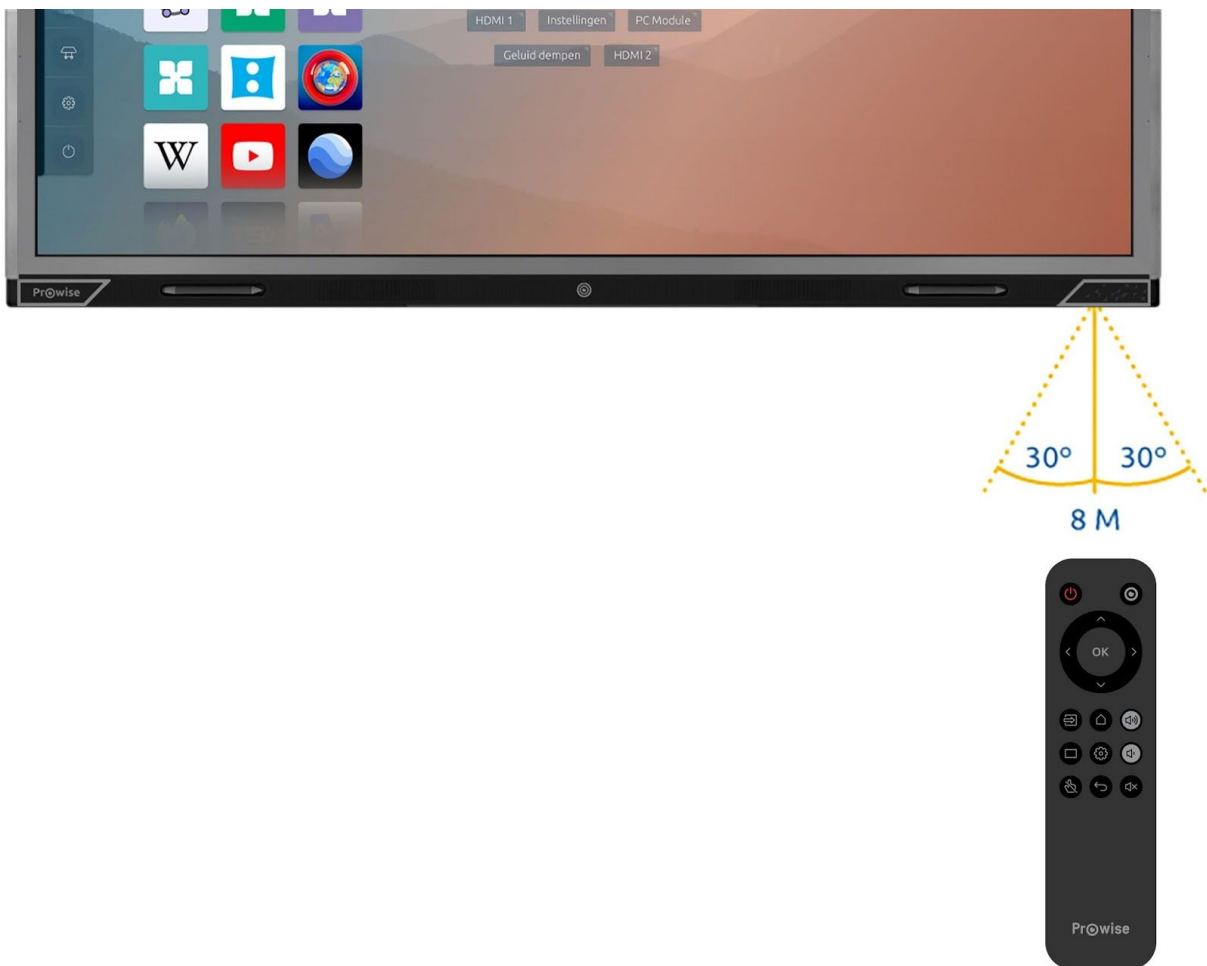 HDMI 1 Instellingen PC Module
Geluid dempen HDMI 2
W
Prowise
30° 30°
8 M
OK
Prowise